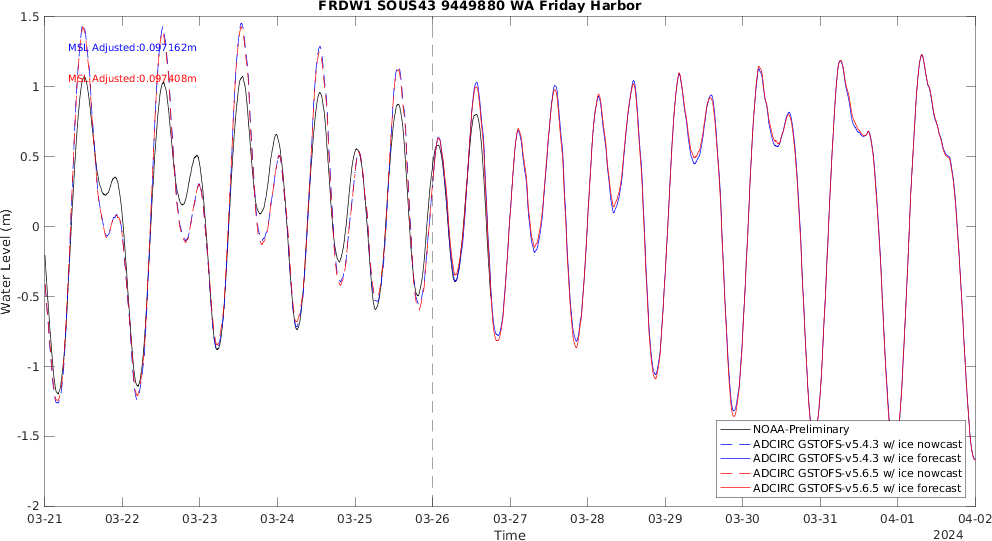 FRDW1 SOUS43 9449880 WA Friday Harbor
MSL Adjusted:0.097162m
MSL Adjusted:0.097408m
Water Level (m)
1.5
1
0.5
0
-0.5
-1
-1.5
-2
NOAA-Preliminary
ADCIRC GSTOFS-v5.4.3 w/ ice nowcast
ADCIRC GSTOFS-v5.4.3 w/ ice forecast
ADCIRC GSTOFS-v5.6.5 w/ ice nowcast
ADCIRC GSTOFS-v5.6.5 w/ ice forecast
03-21 03-22 03-23 03-24 03-25 03-26 03-27 03-28 03-29 03-30 03-31 04-01 04-02
Time
2024